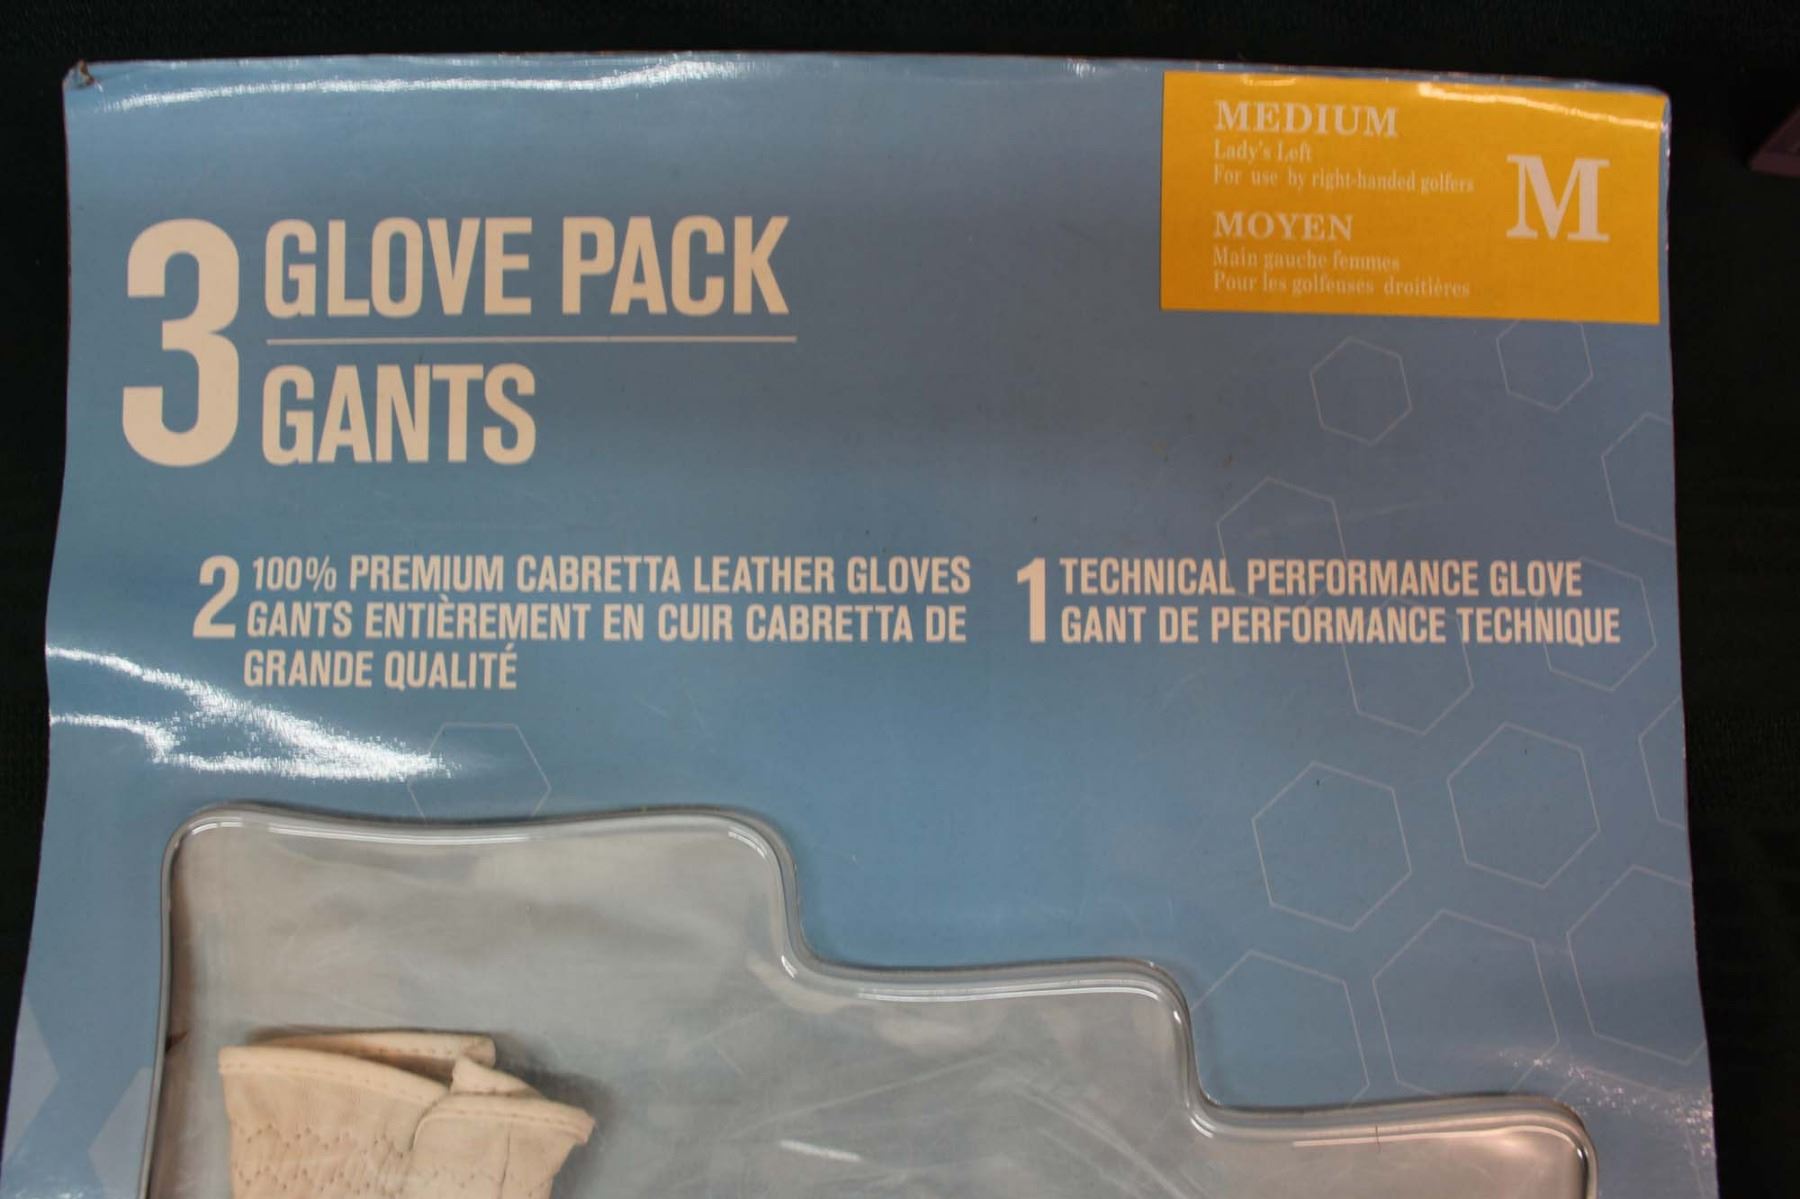 MEDIUM
Lady's Left
For use by right-handed golfers
MOYEN
Main gauche femmes
Pour les golfeuses droitières
M
3 GLOVE PACK
GANTS
2 100% PREMIUM CABRETTA LEATHER GLOVES
GANTS ENTIÈREMENT EN CUIR CABRETTA DE
GRANDE QUALITÉ
1 TECHNICAL PERFORMANCE GLOVE
GANT DE PERFORMANCE TECHNIQUE